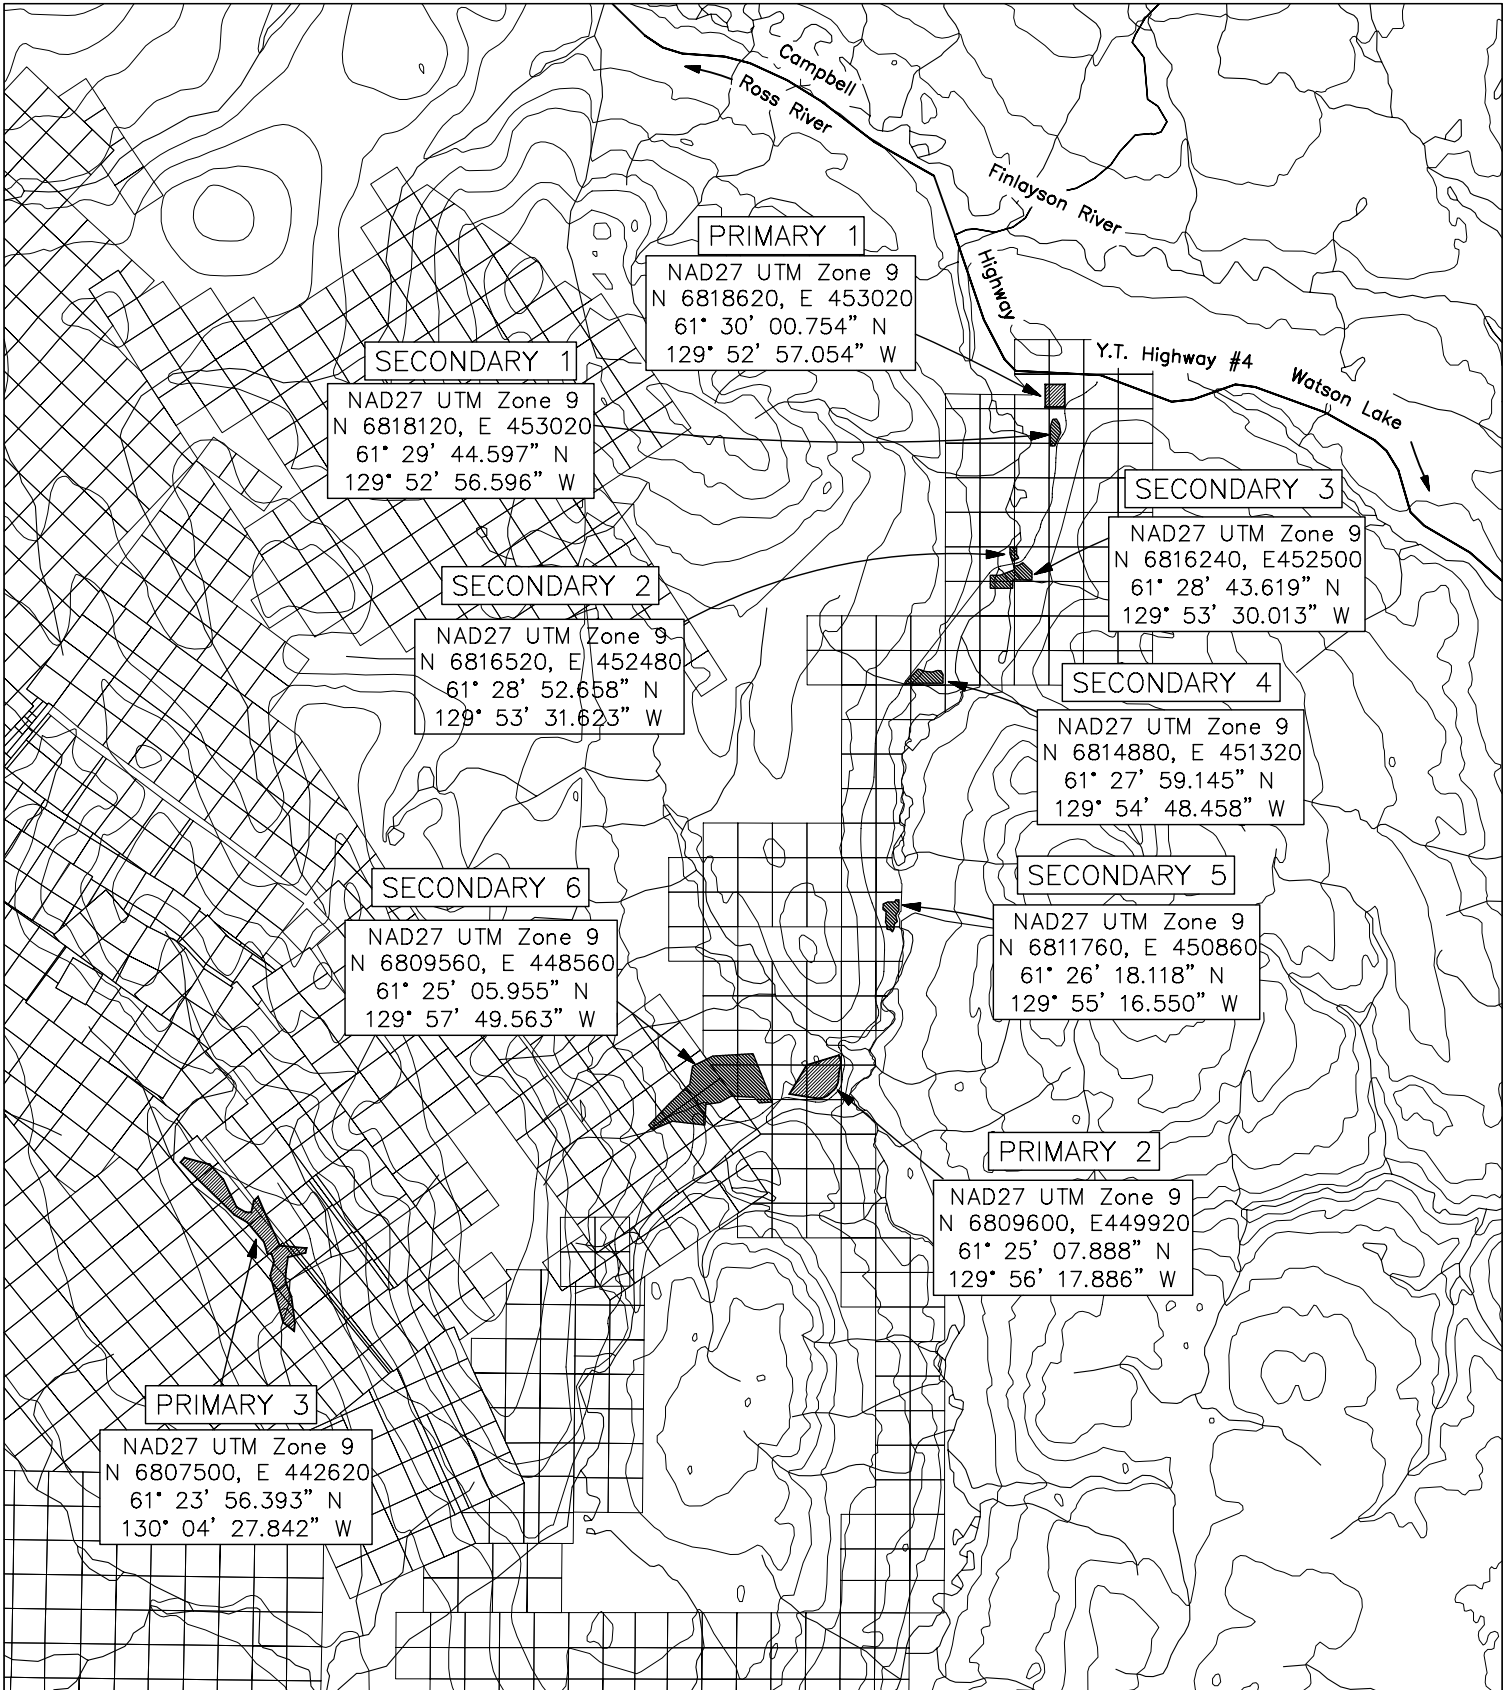 Campbell
Ross River
Finlayson River
Highway
Y.T. Highway #4
Watson Lake
PRIMARY 1
NAD27 UTM Zone 9
N 6818620, E 453020
61° 30' 00.754" N
129° 52' 57.054" W
SECONDARY 1
NAD27 UTM Zone 9
N 6818120, E 453020
61° 29' 44.597" N
129° 52' 56.596" W
SECONDARY 3
NAD27 UTM Zone 9
N 6816240, E452500
61° 28' 43.619" N
129° 53' 30.013" W
SECONDARY 2
NAD27 UTM Zone 9
N 6816520, E 452480
61° 28' 52.658" N
129° 53' 31.623" W
SECONDARY 4
NAD27 UTM Zone 9
N 6814880, E 451320
61° 27' 59.145" N
129° 54' 48.458" W
SECONDARY 5
NAD27 UTM Zone 9
N 6811760, E 450860
61° 26' 18.118" N
129° 55' 16.550" W
SECONDARY 6
NAD27 UTM Zone 9
N 6809560, E 448560
61° 25' 05.955" N
129° 57' 49.563" W
PRIMARY 2
NAD27 UTM Zone 9
N 6809600, E449920
61° 25' 07.888" N
129° 56' 17.886" W
PRIMARY 3
NAD27 UTM Zone 9
N 6807500, E 442620
61° 23' 56.393" N
130° 04' 27.842" W